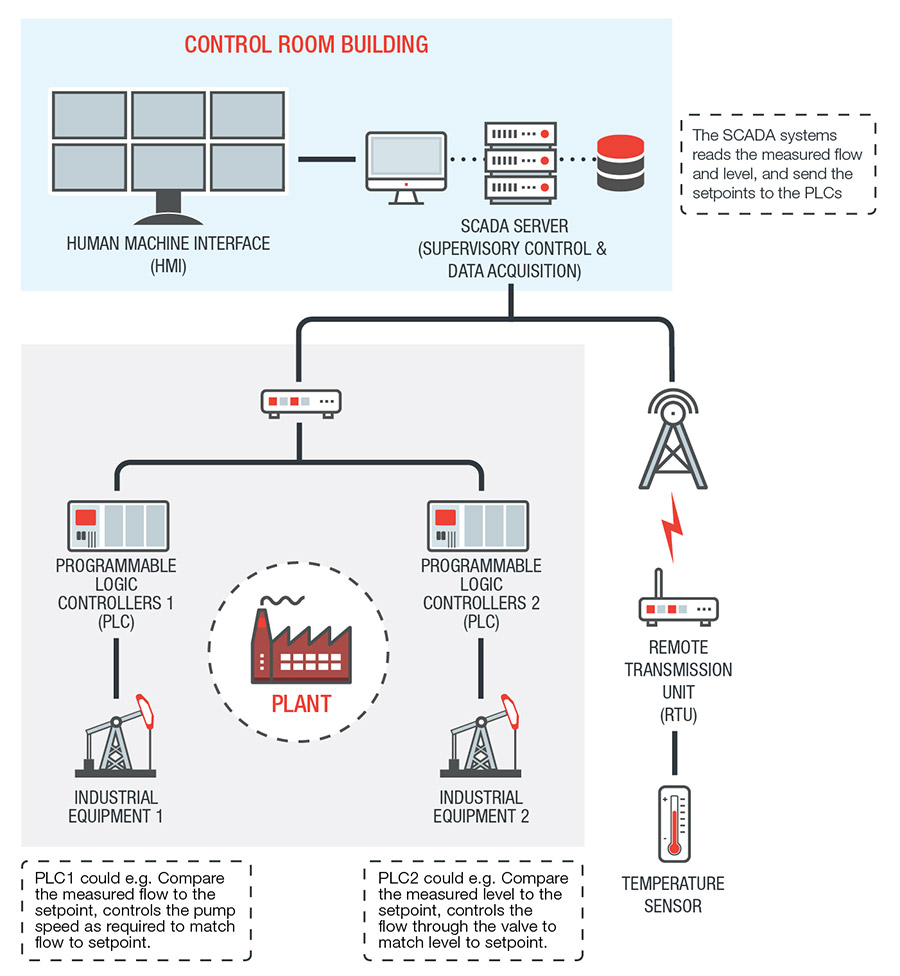 CONTROL ROOM BUILDING
HUMAN MACHINE INTERFACE
(HMI)
SCADA SERVER
(SUPERVISORY CONTROL &
DATA ACQUISITION)
The SCADA systems
reads the measured flow
and level, and send the
setpoints to the PLCs
PROGRAMMABLE
LOGIC
CONTROLLERS 1
(PLC)
PROGRAMMABLE
LOGIC
CONTROLLERS 2
(PLC)
PLANT
REMOTE
TRANSMISSION
UNIT
(RTU)
INDUSTRIAL
EQUIPMENT 1
INDUSTRIAL
EQUIPMENT 2
+
-
TEMPERATURE
SENSOR
PLC1 could e.g. Compare
the measured flow to the
setpoint, controls the pump
speed as required to match
flow to setpoint.
PLC2 could e.g. Compare
the measured level to the
setpoint, controls the
flow through the valve to
match level to setpoint.